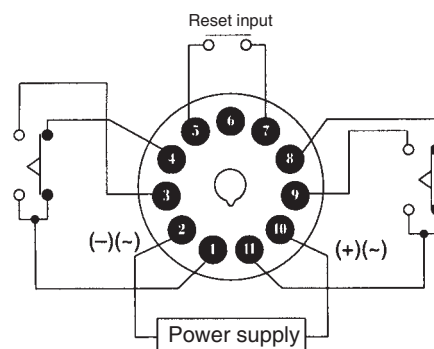 Reset input
5 6 7
4 8
3 9
2 10
1 11
(–)(~) (+)(~)
Power supply